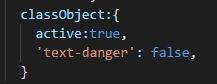 classObject:{
active:true,
'text-danger': false,
}